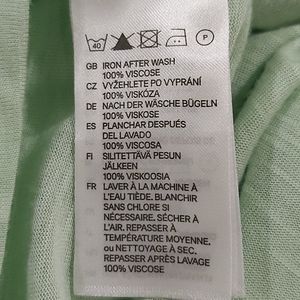 40 P
GB IRON AFTER WASH
100% VISCOSE
CZ VYŽEHLETE PO VYPRÁNÍ
100% VISKÓZA
DE NACH DER WÄSCHE BÜGELN
100% VISKOSE
ES PLANCHAR DESPUÉS
DEL LAVADO
100% VISCOSA
FI SILITETTÄVÄ PESUN
JÄLKEEN
100% VISKOOSIA
FR LAVER À LA MACHINE À
L'EAU TIÈDE. BLANCHIR
SANS CHLORE SI
NÉCESSAIRE. SÉCHER À
L'AIR. REPASSER À
TEMPÉRATURE MOYENNE.
ou NETTOYAGE À SEC.
REPASSER APRÈS LAVAGE
100% VISCOSE